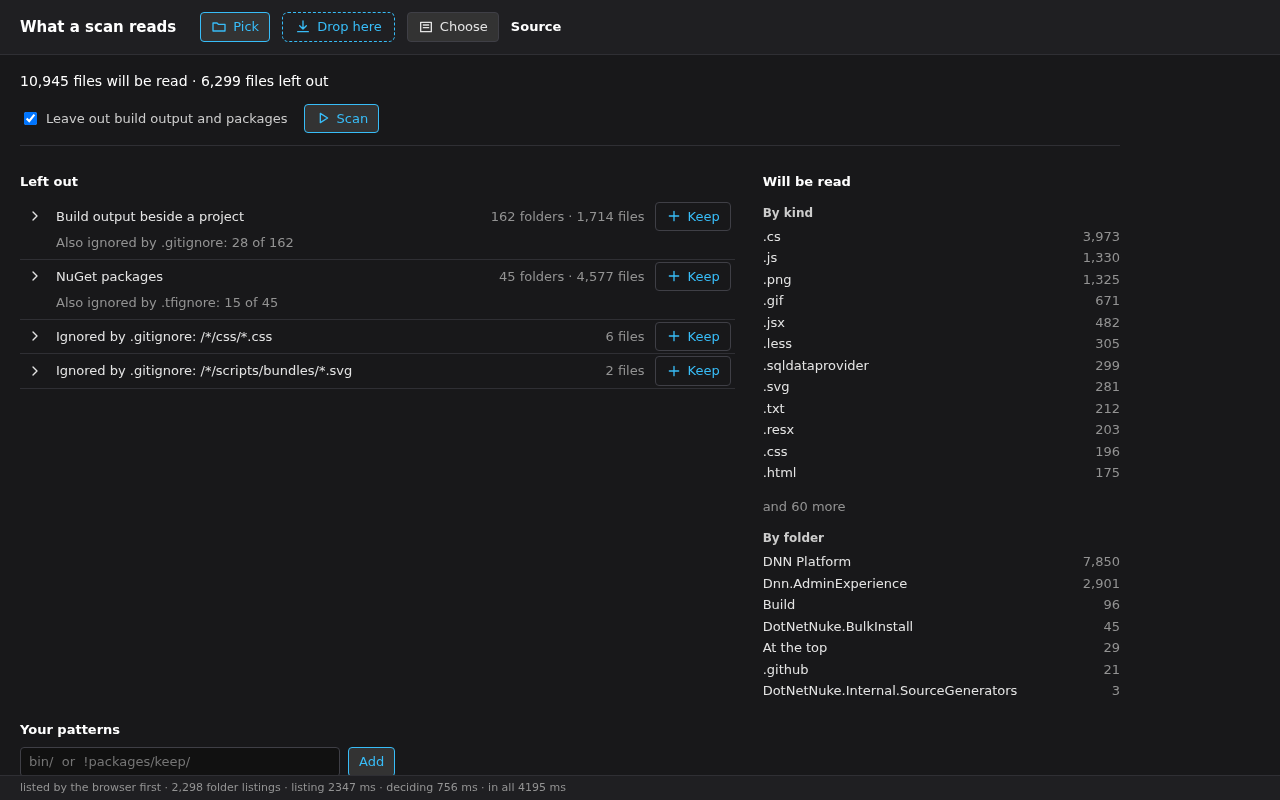 What a scan reads
Pick
Drop here
Choose
Source
10,945 files will be read · 6,299 files left out
Leave out build output and packages
Scan
Left out
Build output beside a project
162 folders · 1,714 files
Keep
Also ignored by .gitignore: 28 of 162
NuGet packages
45 folders · 4,577 files
Keep
Also ignored by .tfignore: 15 of 45
Ignored by .gitignore: /*/css/*.css
6 files
Keep
Ignored by .gitignore: /*/scripts/bundles/*.svg
2 files
Keep
Will be read
By kind
.cs 3,973
.js 1,330
.png 1,325
.gif 671
.jsx 482
.less 305
.sqldataprovider 299
.svg 281
.txt 212
.resx 203
.css 196
.html 175
and 60 more
By folder
DNN Platform 7,850
Dnn.AdminExperience 2,901
Build 96
DotNetNuke.BulkInstall 45
At the top 29
.github 21
DotNetNuke.Internal.SourceGenerators 3
Your patterns
bin/ or !packages/keep/
Add
listed by the browser first · 2,298 folder listings · listing 2347 ms · deciding 756 ms · in all 4195 ms